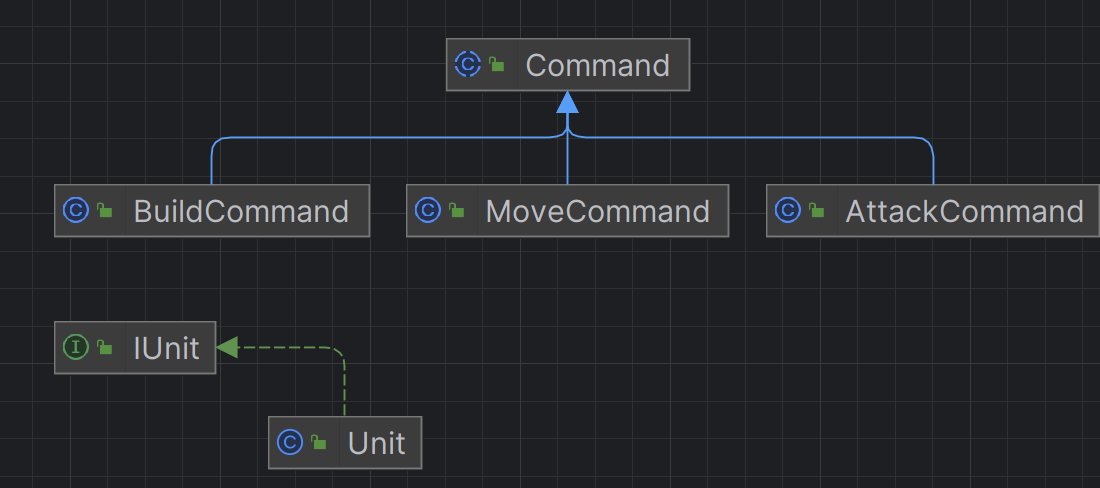 Command
BuildCommand
MoveCommand
AttackCommand
IUnit
Unit